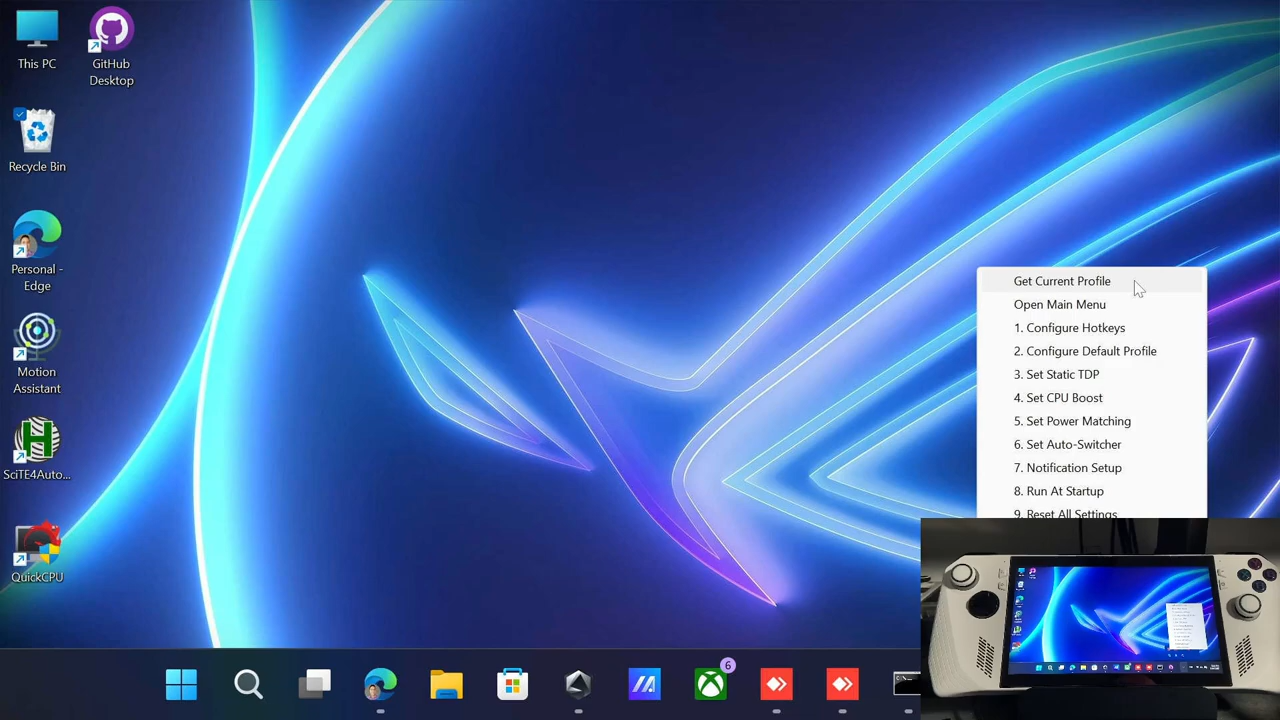 This PC
GitHub
Desktop
Recycle Bin
Personal -
Edge
Motion
Assistant
SciTE4Auto...
QuickCPU
Get Current Profile
Open Main Menu
1. Configure Hotkeys
2. Configure Default Profile
3. Set Static TDP
4. Set CPU Boost
5. Set Power Matching
6. Set Auto-Switcher
7. Notification Setup
8. Run At Startup
9. Reset All Settings
6